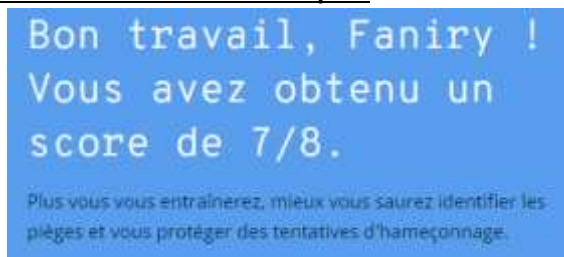 Bon travail, Faniry !
Vous avez obtenu un
score de 7/8.
Plus vous vous entraînerez, mieux vous saurez identifier les
pièges et vous protéger des tentatives d'hameçonnage.